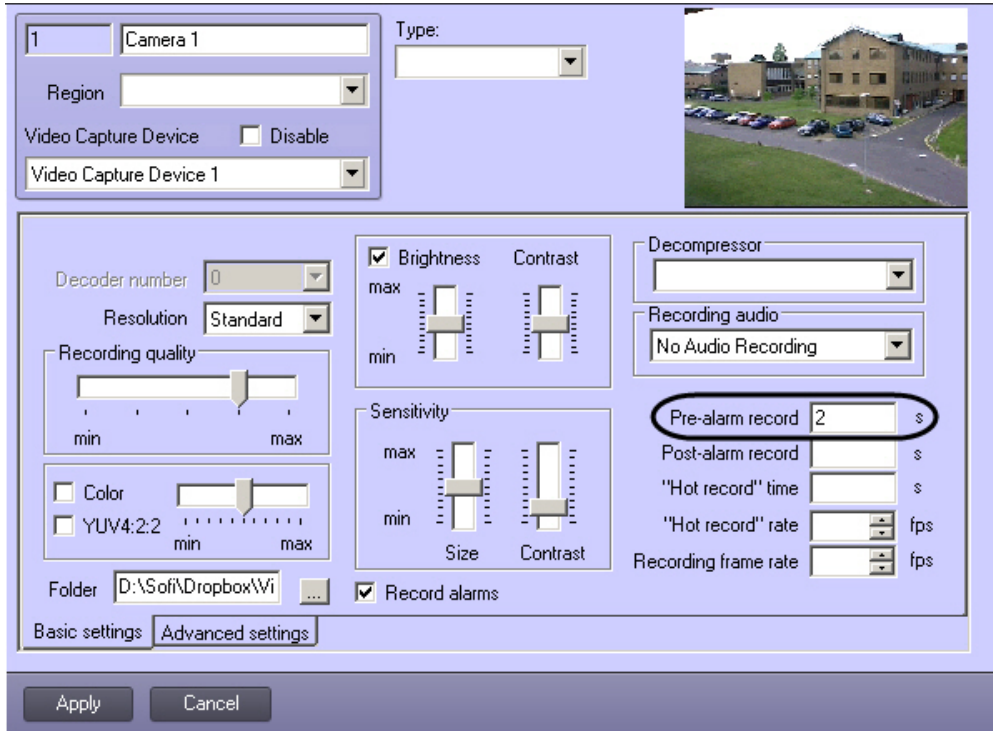 1 Camera 1
Type:
Region
Video Capture Device Disable
Video Capture Device 1
Decoder number 0
Resolution Standard
Recording quality
min max
Color
YUV4:2:2
min max
Folder D:\Sofi\Dropbox\Vi ...
Brightness Contrast
max
min
Sensitivity
max
min
Size Contrast
Record alarms
Decompressor
Recording audio
No Audio Recording
Pre-alarm record 2 s
Post-alarm record s
"Hot record" time s
"Hot record" rate fps
Recording frame rate fps
Basic settings Advanced settings
Apply Cancel